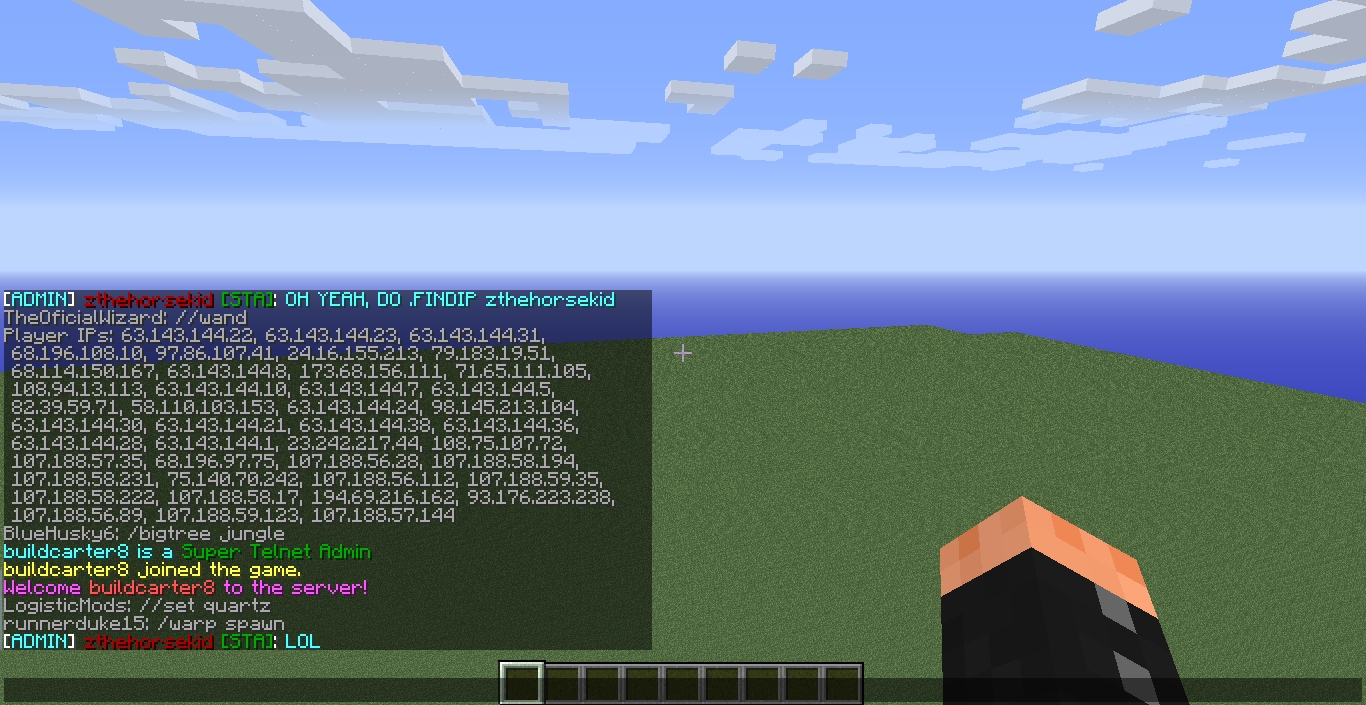 [ADMIN] zthehorsekid [STA]: OH YEAH, DO .FINDIP zthehorsekid
TheOficialWizard: //wand
Player IPs: 63.143.144.22, 63.143.144.23, 63.143.144.31,
68.196.108.10, 97.86.107.41, 24.16.155.213, 79.183.19.51,
68.114.150.167, 63.143.144.8, 173.68.156.111, 71.65.111.105,
108.94.13.113, 63.143.144.10, 63.143.144.7, 63.143.144.5,
82.39.59.71, 58.110.103.153, 63.143.144.24, 98.145.213.104,
63.143.144.30, 63.143.144.21, 63.143.144.38, 63.143.144.36,
63.143.144.28, 63.143.144.1, 23.242.217.44, 108.75.107.72,
107.188.57.35, 68.196.97.75, 107.188.56.28, 107.188.58.194,
107.188.58.231, 75.140.70.242, 107.188.56.112, 107.188.59.35,
107.188.58.222, 107.188.58.17, 194.69.216.162, 93.176.223.238,
107.188.56.89, 107.188.59.123, 107.188.57.144
BlueHusky6: /bigtree jungle
buildcarter8 is a Super Telnet Admin
buildcarter8 joined the game.
Welcome buildcarter8 to the server!
LogisticMods: //set quartz
runnerduke15: /warp spawn
[ADMIN] zthehorsekid [STA]: LOL